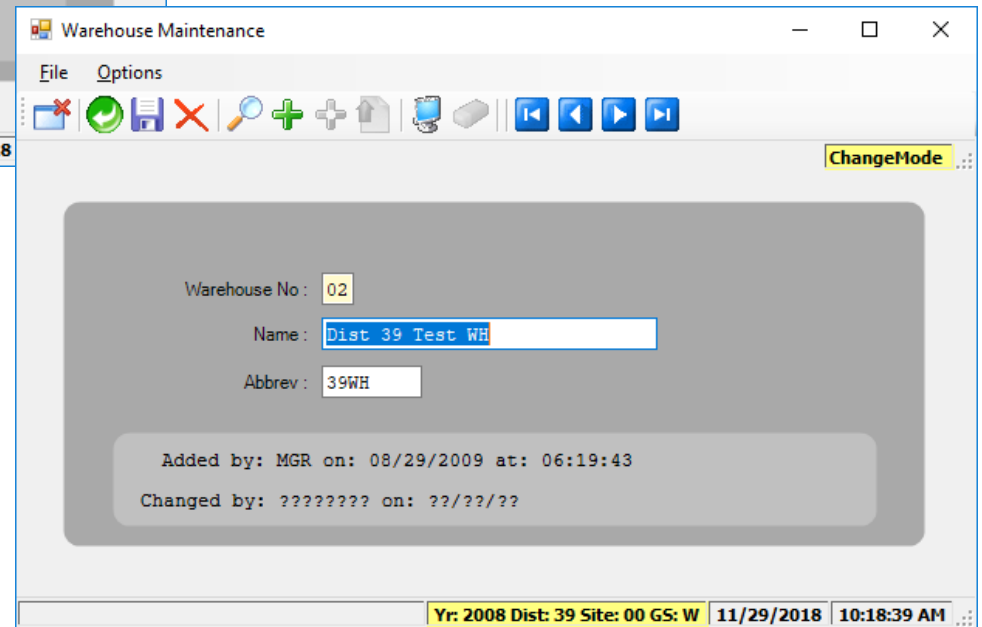 Warehouse Maintenance
File Options
8
ChangeMode
Warehouse No : 02
Name : Dist 39 Test WH
Abbrev : 39WH
Added by: MGR on: 08/29/2009 at: 06:19:43
Changed by: ???????? on: ??/??/??
Yr: 2008 Dist: 39 Site: 00 GS: W 11/29/2018 10:18:39 AM